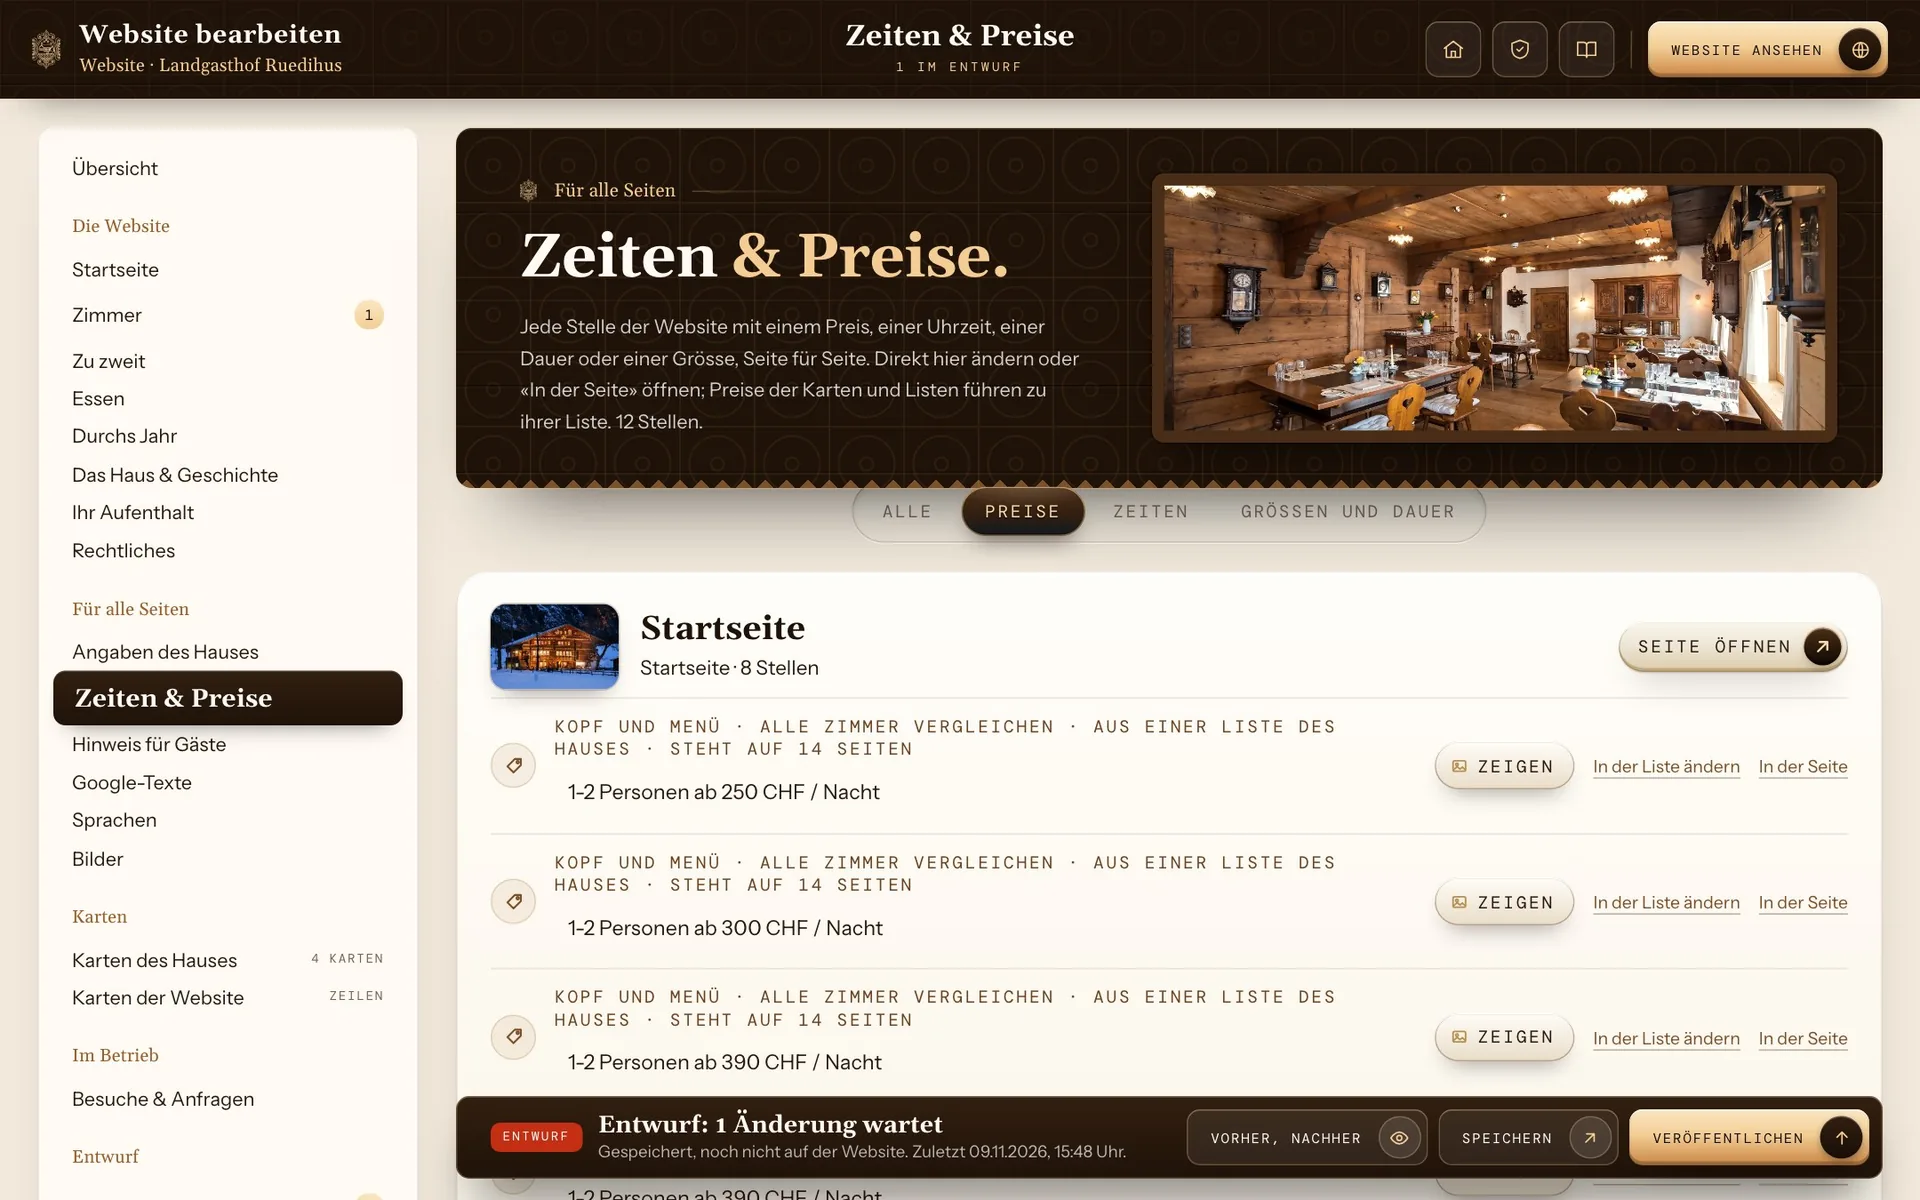 Website bearbeiten
Website · Landgasthof Ruedihus
Zeiten & Preise
1 IM ENTWURF
WEBSITE ANSEHEN
Übersicht
Die Website
Startseite
Zimmer 1
Zu zweit
Essen
Durchs Jahr
Das Haus & Geschichte
Ihr Aufenthalt
Rechtliches
Für alle Seiten
Angaben des Hauses
Zeiten & Preise
Hinweis für Gäste
Google-Texte
Sprachen
Bilder
Karten
Karten des Hauses 4 KARTEN
Karten der Website ZEILEN
Im Betrieb
Besuche & Anfragen
Entwurf
Für alle Seiten
Zeiten & Preise.
Jede Stelle der Website mit einem Preis, einer Uhrzeit, einer
Dauer oder einer Grösse, Seite für Seite. Direkt hier ändern oder
«In der Seite» öffnen; Preise der Karten und Listen führen zu
ihrer Liste. 12 Stellen.
ALLE PREISE ZEITEN GRÖSSEN UND DAUER
Startseite
Startseite · 8 Stellen
SEITE ÖFFNEN
KOPF UND MENÜ · ALLE ZIMMER VERGLEICHEN · AUS EINER LISTE DES
HAUSES · STEHT AUF 14 SEITEN
1-2 Personen ab 250 CHF / Nacht
ZEIGEN In der Liste ändern In der Seite
KOPF UND MENÜ · ALLE ZIMMER VERGLEICHEN · AUS EINER LISTE DES
HAUSES · STEHT AUF 14 SEITEN
1-2 Personen ab 300 CHF / Nacht
ZEIGEN In der Liste ändern In der Seite
KOPF UND MENÜ · ALLE ZIMMER VERGLEICHEN · AUS EINER LISTE DES
HAUSES · STEHT AUF 14 SEITEN
1-2 Personen ab 390 CHF / Nacht
ZEIGEN In der Liste ändern In der Seite
ENTWURF
Entwurf: 1 Änderung wartet
Gespeichert, noch nicht auf der Website. Zuletzt 09.11.2026, 15:48 Uhr.
VORHER, NACHHER
SPEICHERN
VERÖFFENTLICHEN
1-2 Personen ab 390 CHF / Nacht